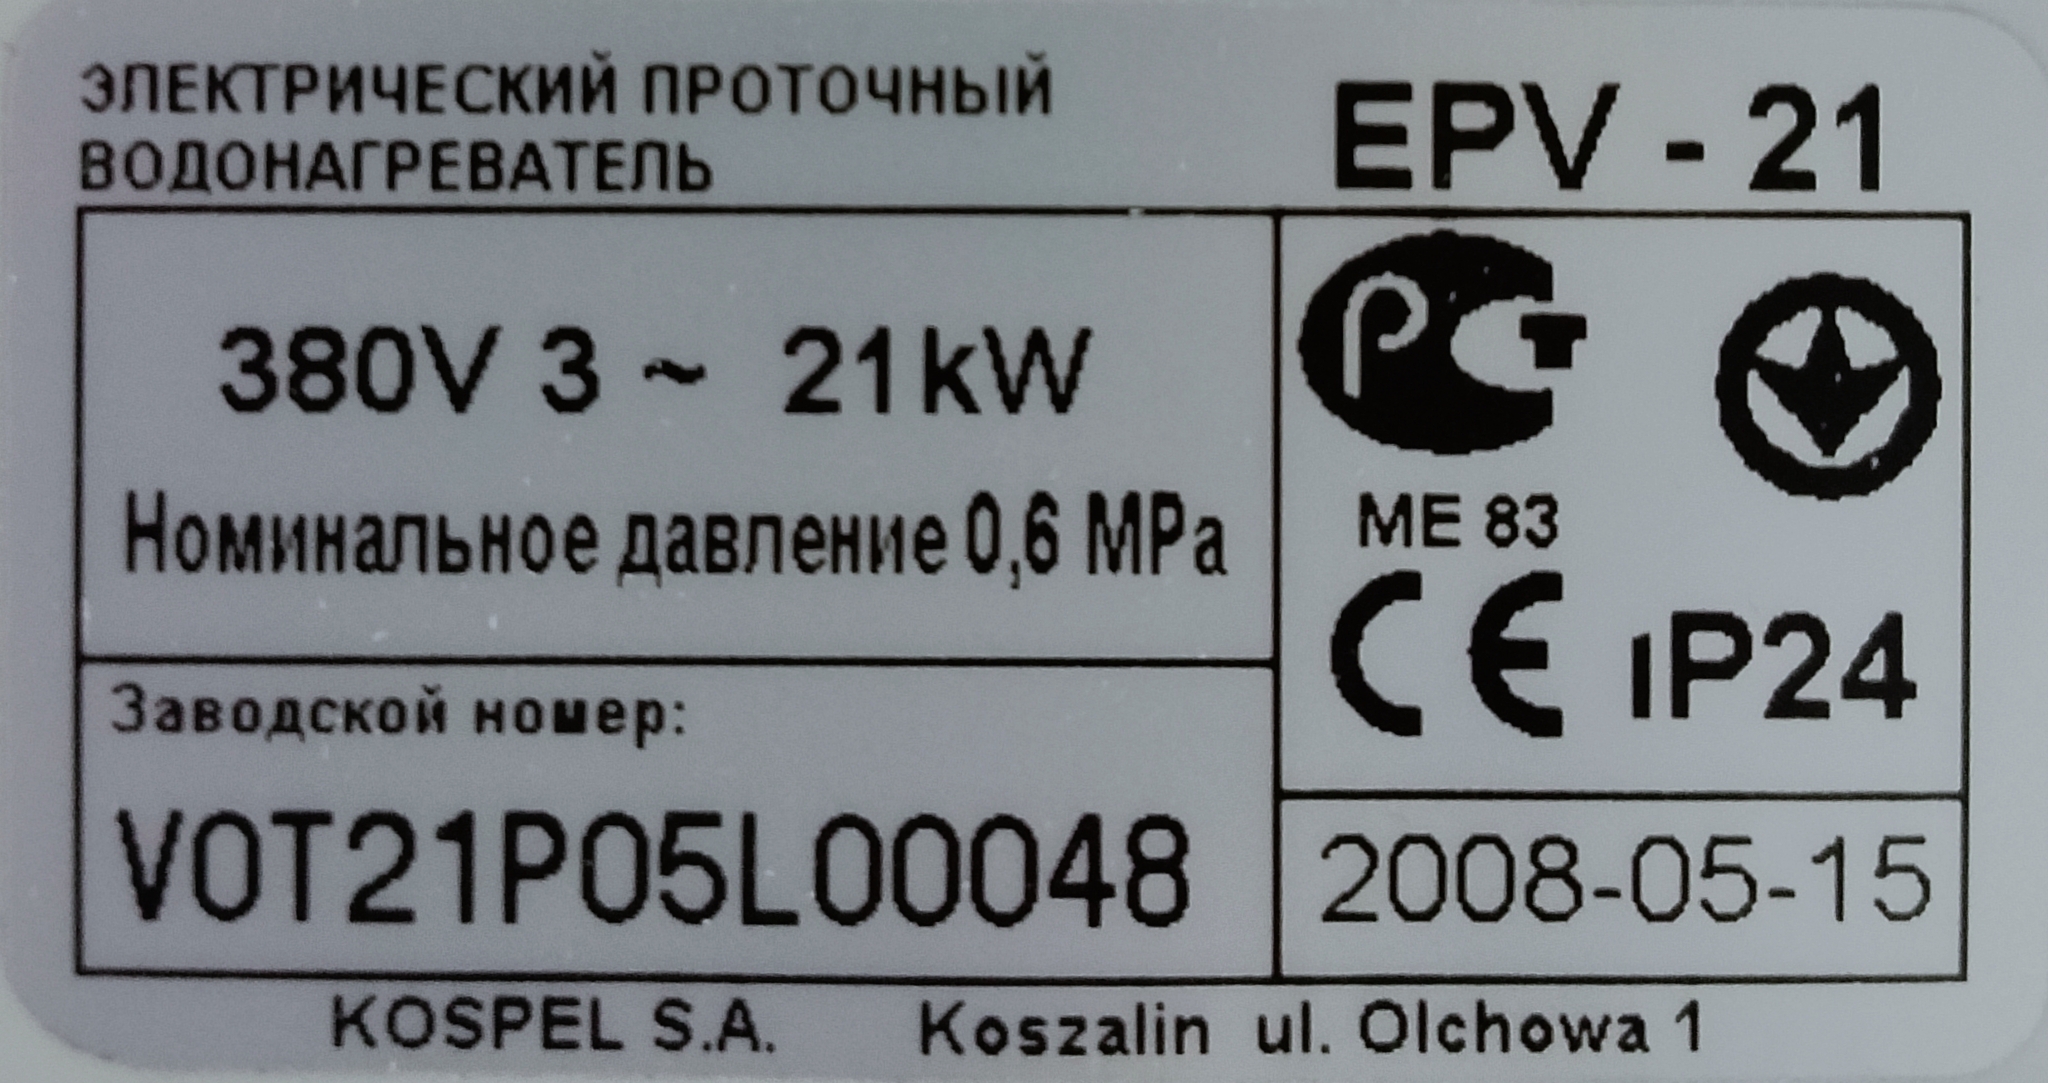 ЭЛЕКТРИЧЕСКИЙ ПРОТОЧНЫЙ
ВОДОНАГРЕВАТЕЛЬ
EPV - 21
380V 3 ~ 21kW
Номинальное давление 0,6 MPa
РСТ
ME 83
CE IP24
Заводской номер:
V0T21P05L00048
2008-05-15
KOSPEL S.A. Koszalin ul. Olchowa 1